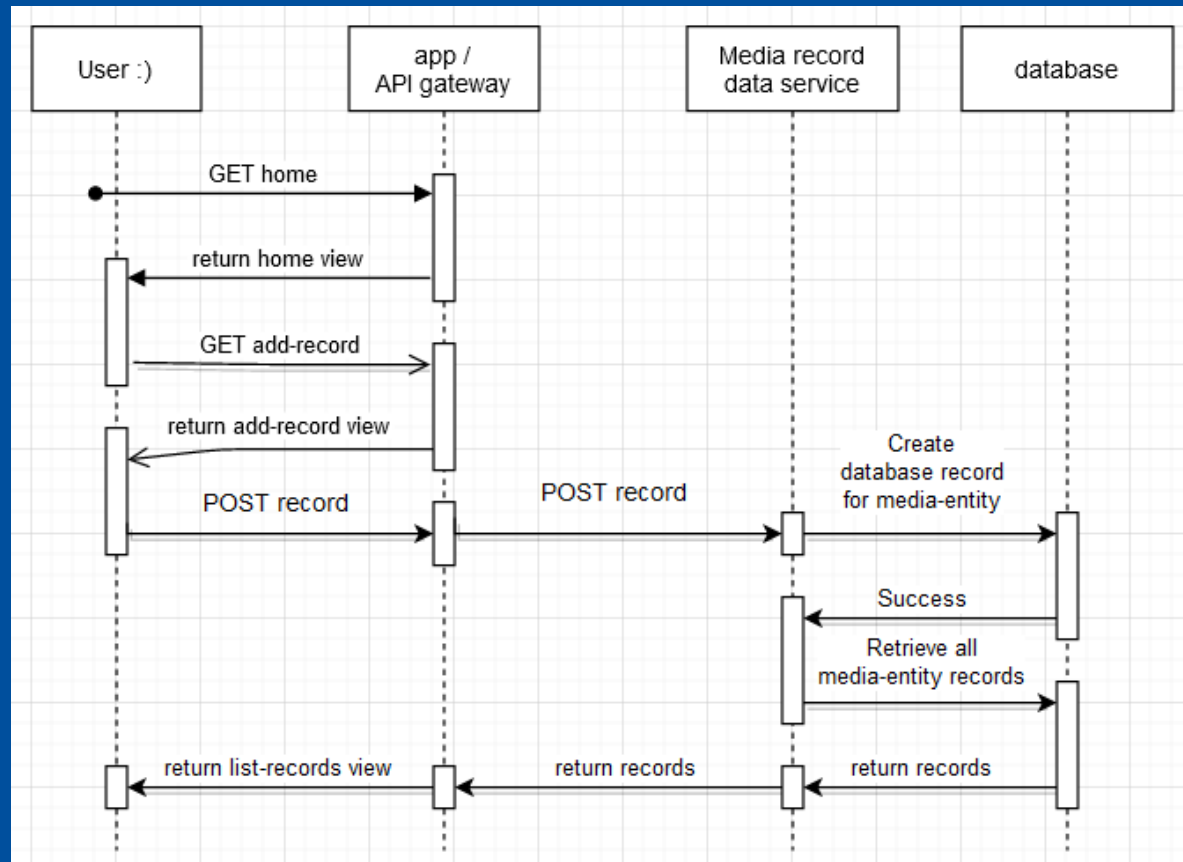 User :)
app /
API gateway
Media record
data service
database
GET home
return home view
GET add-record
return add-record view
POST record
POST record
Create
database record
for media-entity
Success
Retrieve all
media-entity records
return list-records view
return records
return records